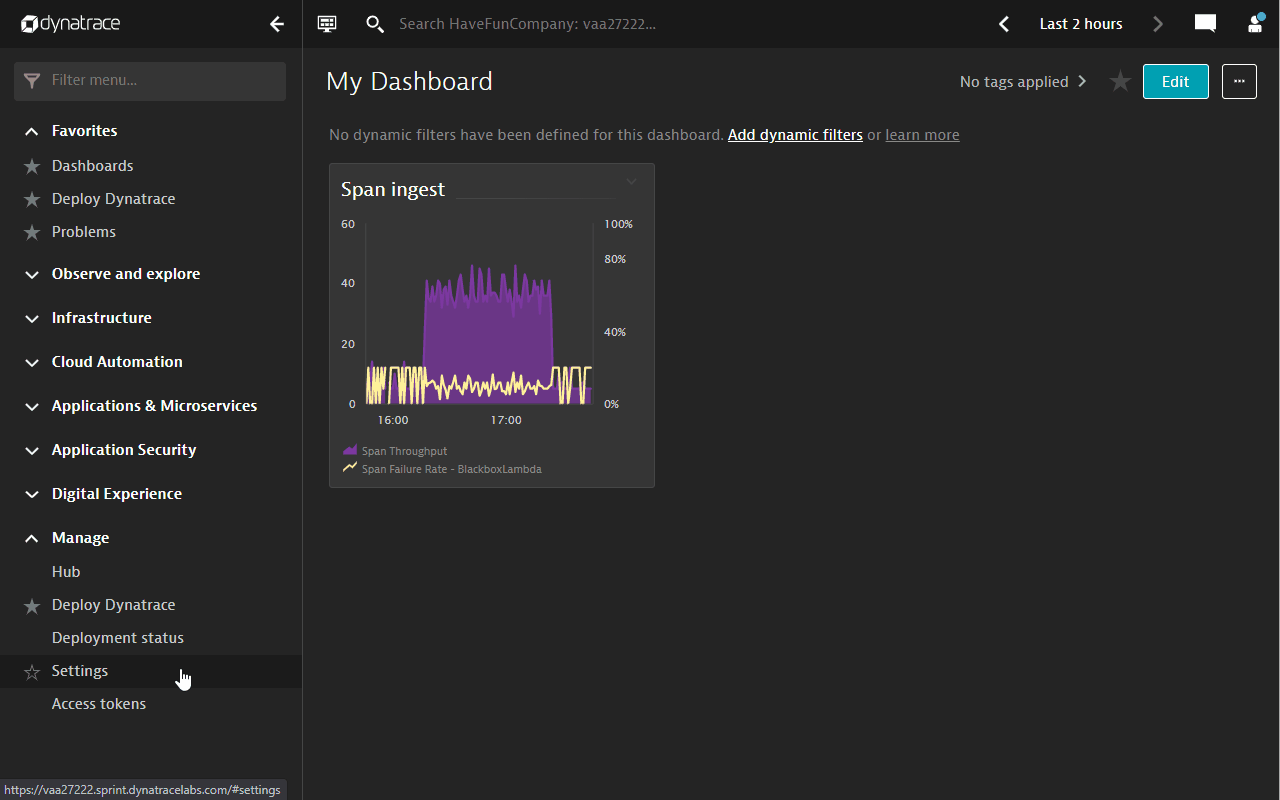 dynatrace
Search HaveFunCompany: vaa27222...
Last 2 hours
Filter menu...
Favorites
Dashboards
Deploy Dynatrace
Problems
Observe and explore
Infrastructure
Cloud Automation
Applications & Microservices
Application Security
Digital Experience
Manage
Hub
Deploy Dynatrace
Deployment status
Settings
Access tokens
https://vaa27222.sprint.dynatracelabs.com/#settings
My Dashboard
No tags applied
Edit
...
No dynamic filters have been defined for this dashboard. Add dynamic filters or learn more
Span ingest
60 100%
80%
40
40%
20
0 0%
16:00 17:00
Span Throughput
Span Failure Rate - BlackboxLambda